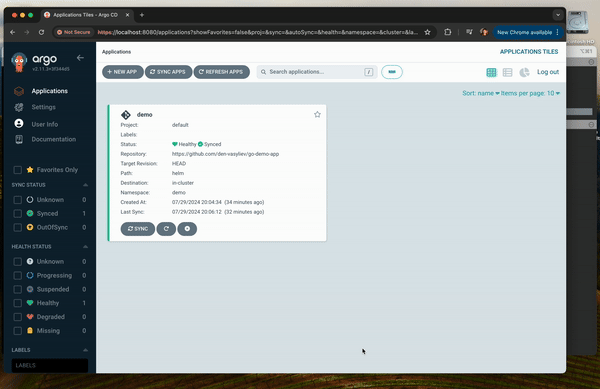 Applications Tiles - Argo CD
Not Secure https://localhost:8080/applications?showFavorites=false&proj=&sync=&autoSync=&health=&namespace=&cluster=&la...
New Chrome available
argo
Applications
Settings
User Info
Documentation
Favorites Only
SYNC STATUS
Unknown 0
Synced 1
OutOfSync 0
HEALTH STATUS
Unknown 0
Progressing 0
Suspended 0
Healthy 1
Degraded 0
Missing 0
LABELS
LABELS
Applications
APPLICATIONS TILES
+ NEW APP
SYNC APPS
REFRESH APPS
Search applications...
/
Log out
Sort: name Items per page: 10
demo
Project: default
Labels:
Status: Healthy Synced
Repository: https://github.com/den-vasyliev/go-demo-app
Target Revision: HEAD
Path: helm
Destination: in-cluster
Namespace: demo
Created At: 07/29/2024 20:04:34 (34 minutes ago)
Last Sync: 07/29/2024 20:06:12 (32 minutes ago)
SYNC